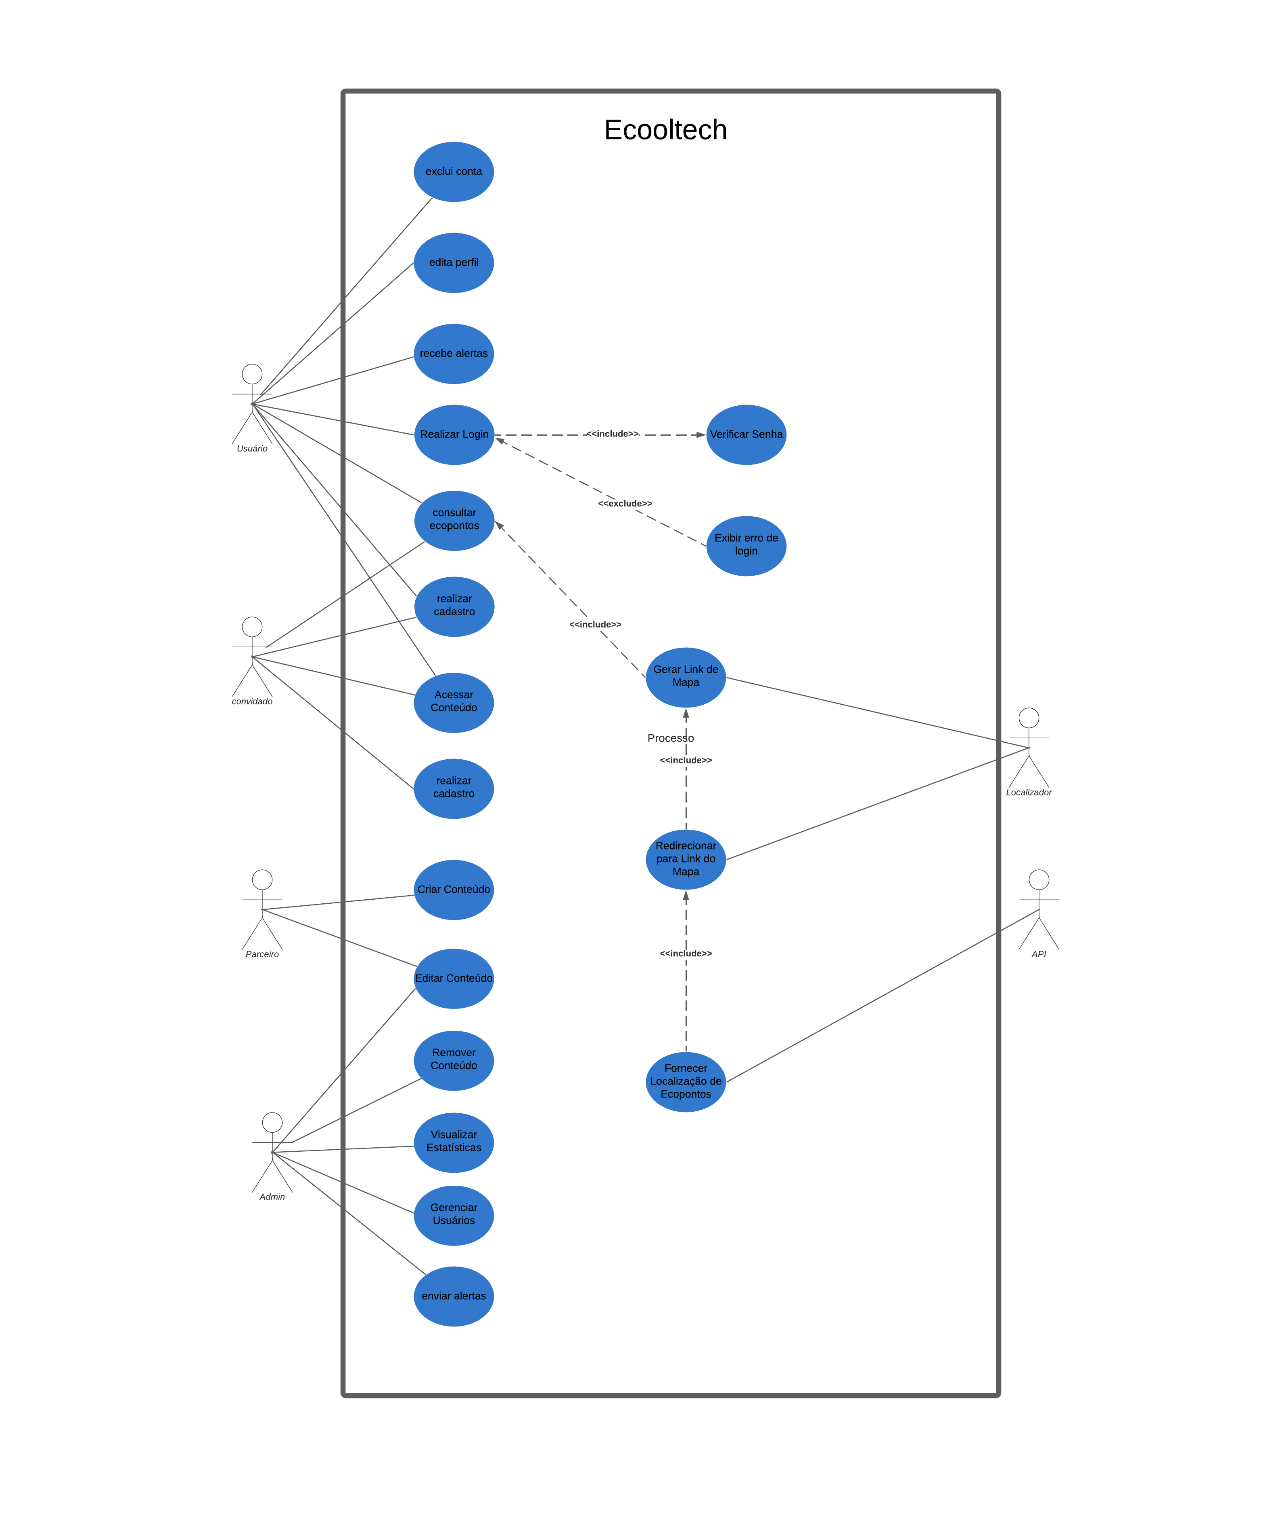 Ecooltech
exclui conta
edita perfil
recebe alertas
Usuário
Realizar Login
<<include>>
Verificar Senha
<<exclude>>
consultar
ecopontos
Exibir erro de
login
realizar
cadastro
<<include>>
convidado
Acessar
Conteúdo
Gerar Link de
Mapa
Processo
<<include>>
realizar
cadastro
Localizador
Redirecionar
para Link do
Mapa
Criar Conteúdo
Parceiro
<<include>>
API
Editar Conteúdo
Remover
Conteúdo
Fornecer
Localização de
Ecopontos
Visualizar
Estatísticas
Admin
Gerenciar
Usuários
enviar alertas